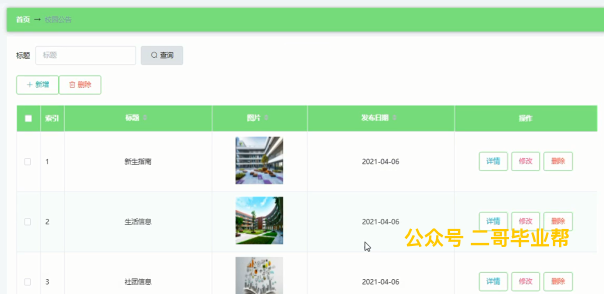 首页 → 校园公告
标题 标题 查询
+ 新增 删除
索引 标题 图片 发布日期 操作
1 新生指南 2021-04-06 详情 修改 删除
2 生活信息 2021-04-06 详情 修改 删除
公众号 二哥毕业帮
3 社团信息 2021-04-06 详情 修改 删除